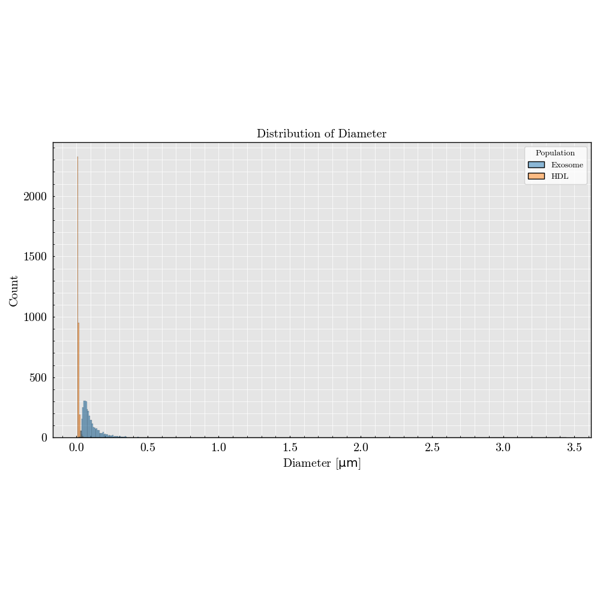 Distribution of Diameter
Population
Exosome
HDL
Count
2000
1500
1000
500
0
0.0 0.5 1.0 1.5 2.0 2.5 3.0 3.5
Diameter [μm]